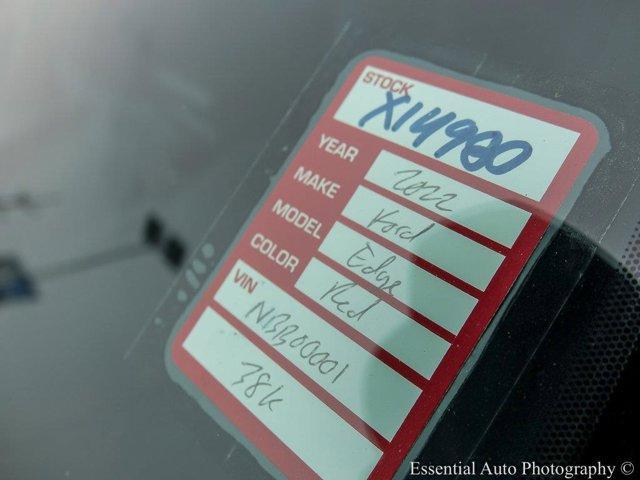 STOCK
X14980
YEAR 2022
MAKE Ford
MODEL Edge
COLOR Red
VIN
NBB00001
38k
Essential Auto Photography ©